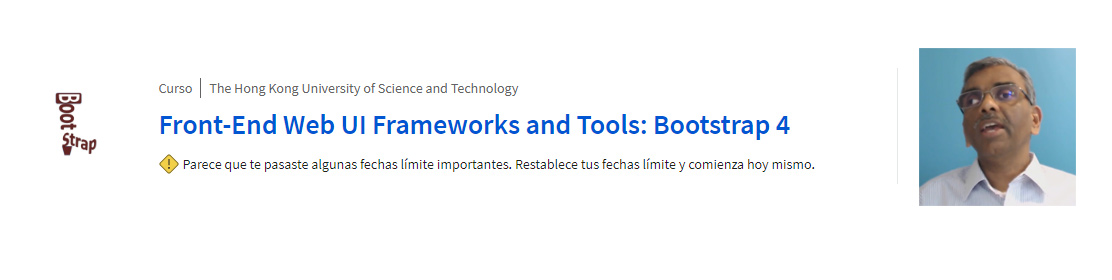 Boot
Strap
Curso | The Hong Kong University of Science and Technology
Front-End Web UI Frameworks and Tools: Bootstrap 4
Parece que te pasaste algunas fechas límite importantes. Restablece tus fechas límite y comienza hoy mismo.